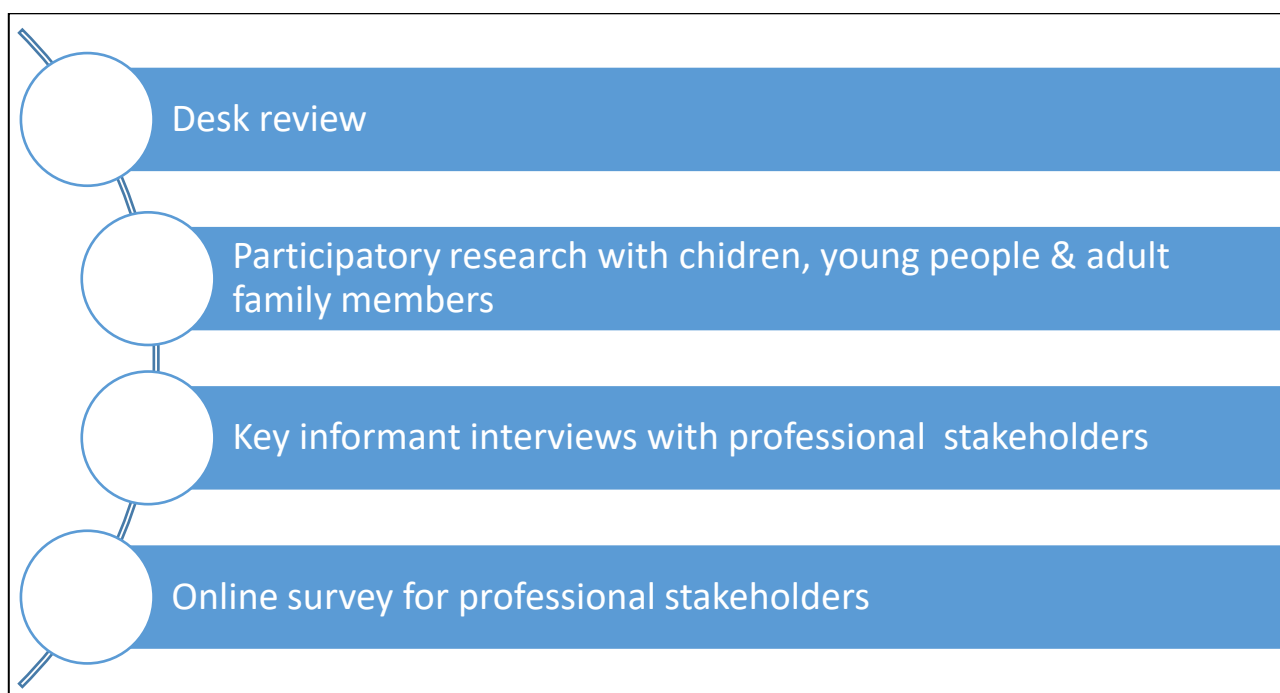 Desk review
Participatory research with chidren, young people & adult
family members
Key informant interviews with professional  stakeholders
Online survey for professional stakeholders